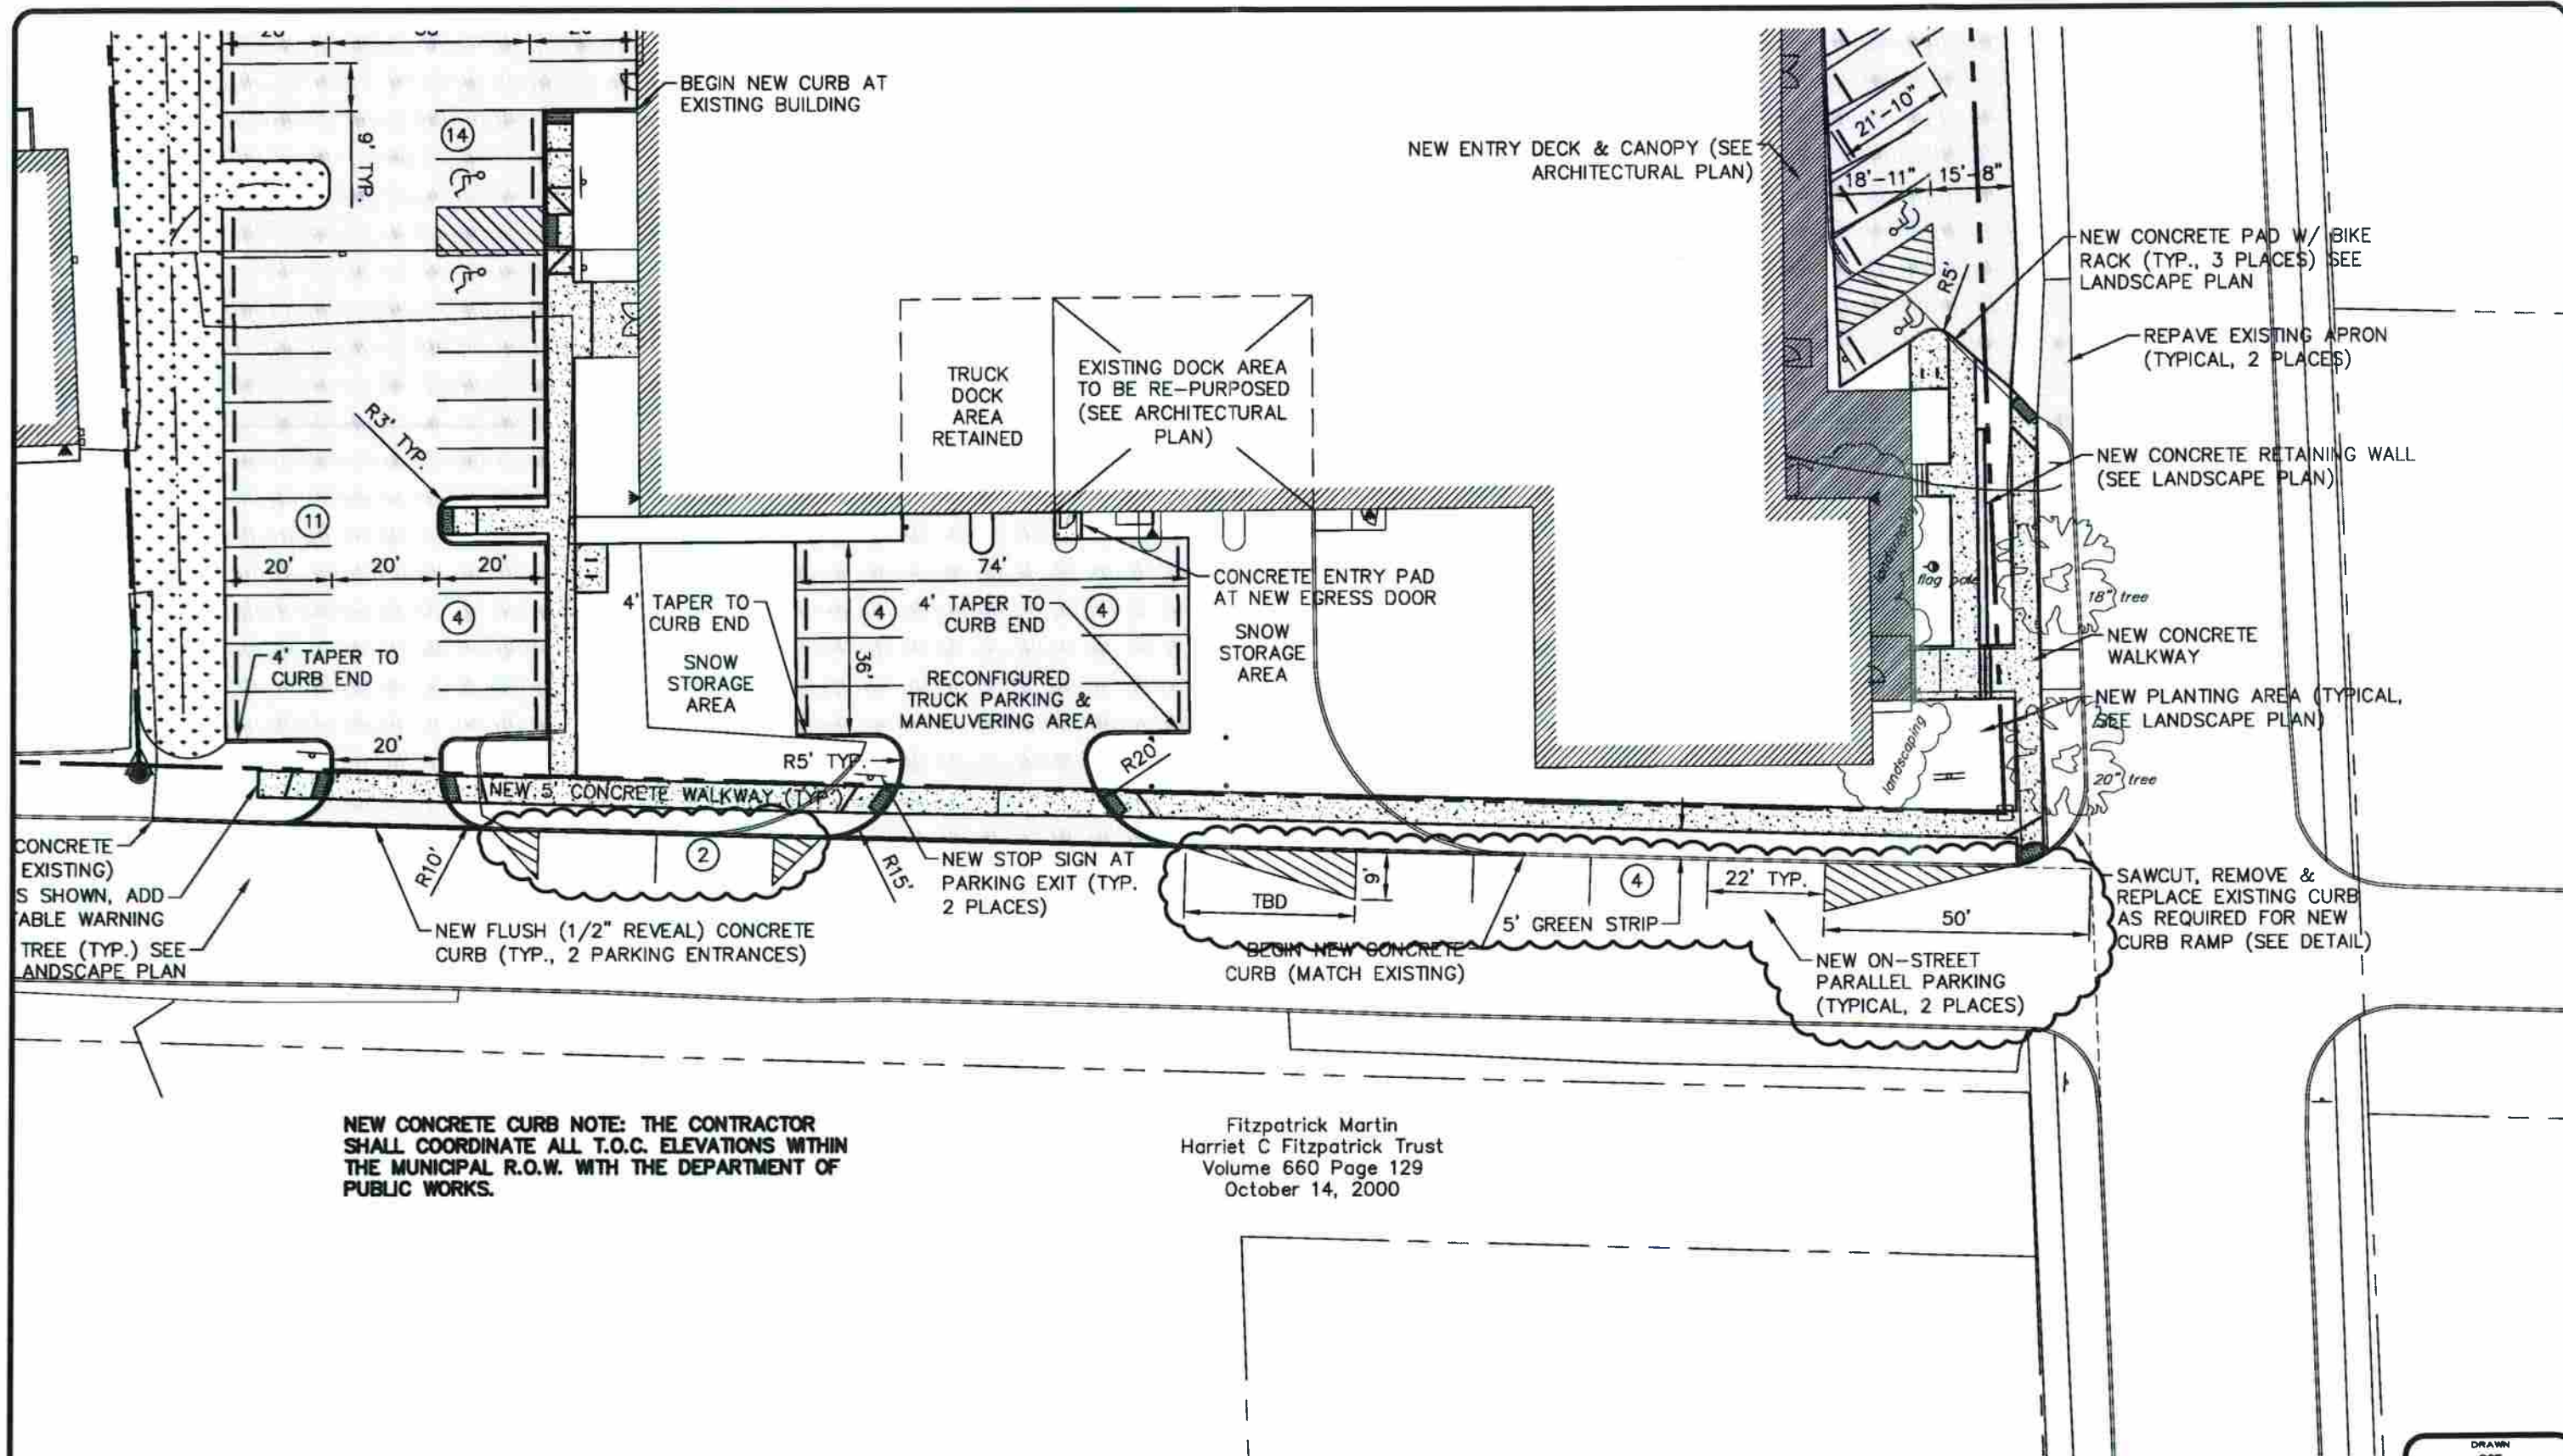 BEGIN NEW CURB AT
EXISTING BUILDING
14
9' TYP.
NEW ENTRY DECK & CANOPY (SEE
ARCHITECTURAL PLAN)
21'-10"
18'-11"
15'-8"
R5'
NEW CONCRETE PAD W/ BIKE
RACK (TYP., 3 PLACES) SEE
LANDSCAPE PLAN
REPAVE EXISTING APRON
(TYPICAL, 2 PLACES)
TRUCK
DOCK
AREA
RETAINED
EXISTING DOCK AREA
TO BE RE-PURPOSED
(SEE ARCHITECTURAL
PLAN)
R3' TYP.
NEW CONCRETE RETAINING WALL
(SEE LANDSCAPE PLAN)
11
20'
20'
20'
74'
CONCRETE ENTRY PAD
AT NEW EGRESS DOOR
landscaping
flag pole
18" tree
4' TAPER TO
CURB END
4
4' TAPER TO
CURB END
4
4
SNOW
STORAGE
AREA
NEW CONCRETE
WALKWAY
4' TAPER TO
CURB END
SNOW
STORAGE
AREA
36'
RECONFIGURED
TRUCK PARKING &
MANEUVERING AREA
NEW PLANTING AREA (TYPICAL,
SEE LANDSCAPE PLAN)
20'
R5' TYP.
R20'
landscaping
20" tree
NEW 5' CONCRETE WALKWAY (TYP.)
CONCRETE
EXISTING)
S SHOWN, ADD
TABLE WARNING
TREE (TYP.) SEE
LANDSCAPE PLAN
R10'
2
R15'
NEW STOP SIGN AT
PARKING EXIT (TYP.
2 PLACES)
NEW FLUSH (1/2" REVEAL) CONCRETE
CURB (TYP., 2 PARKING ENTRANCES)
TBD
9'
4
22' TYP.
5' GREEN STRIP
50'
SAWCUT, REMOVE &
REPLACE EXISTING CURB
AS REQUIRED FOR NEW
CURB RAMP (SEE DETAIL)
BEGIN NEW CONCRETE
CURB (MATCH EXISTING)
NEW ON-STREET
PARALLEL PARKING
(TYPICAL, 2 PLACES)
NEW CONCRETE CURB NOTE: THE CONTRACTOR
SHALL COORDINATE ALL T.O.C. ELEVATIONS WITHIN
THE MUNICIPAL R.O.W. WITH THE DEPARTMENT OF
PUBLIC WORKS.
Fitzpatrick Martin
Harriet C Fitzpatrick Trust
Volume 660 Page 129
October 14, 2000
DRAWN